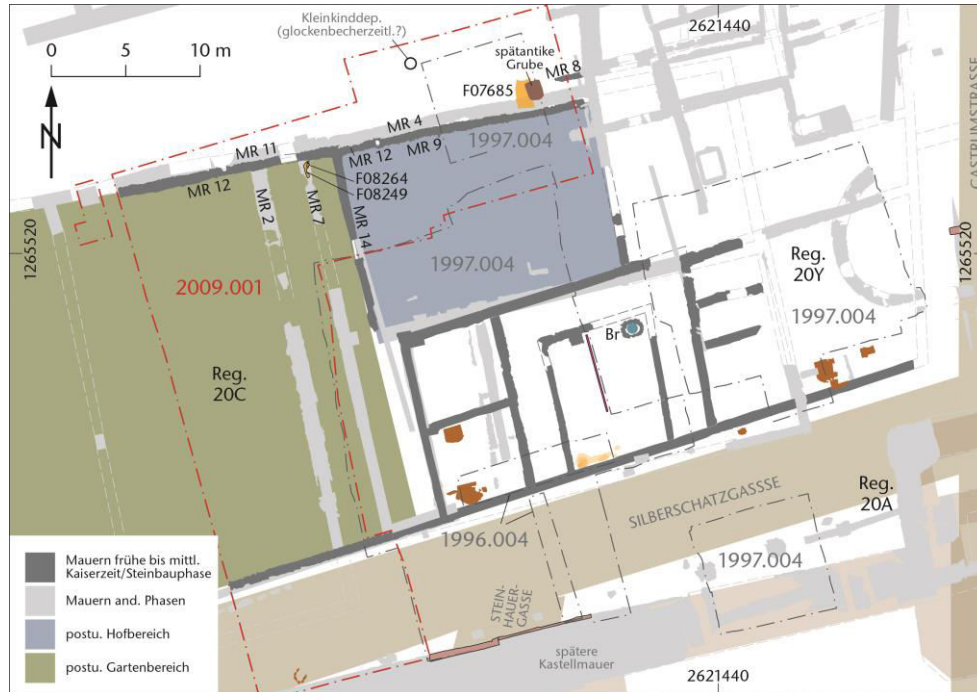 Kleinkinddep.
(glockenbecherzeitl.?)
2621440
0 5 10 m
spätantike
Grube
MR 8
F07685
N
MR 4
MR 11
MR 12
MR 9
1997.004
MR 12
F08264
F08249
MR 2
MR 7
MR 14
CASTRUMSTRASSE
1265520
1265520
2009.001
1997.004
Reg.
20Y
1997.004
Br
Reg.
20C
Reg.
20A
SILBERSCHATZGASSSE
1996.004
1997.004
STEIN-
HAUER-
GASSE
Mauern frühe bis mittl.
Kaiserzeit/Steinbauphase
Mauern and. Phasen
postu. Hofbereich
postu. Gartenbereich
spätere
Kastellmauer
2621440